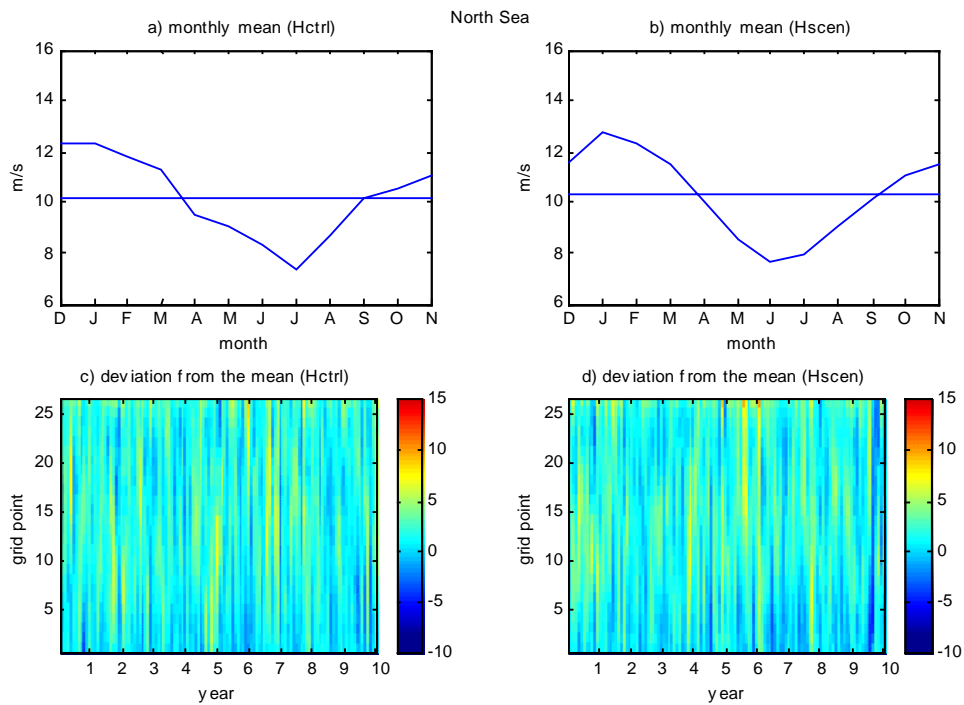 North Sea
a) monthly mean (Hctrl)
16
14
12
10
8
6
m/s
D J F M A M J J A S O N
month
b) monthly mean (Hscen)
16
14
12
10
8
6
m/s
D J F M A M J J A S O N
month
c) deviation from the mean (Hctrl)
25
20
15
10
5
grid point
1 2 3 4 5 6 7 8 9 10
year
15
10
5
0
-5
-10
d) deviation from the mean (Hscen)
25
20
15
10
5
grid point
1 2 3 4 5 6 7 8 9 10
year
15
10
5
0
-5
-10